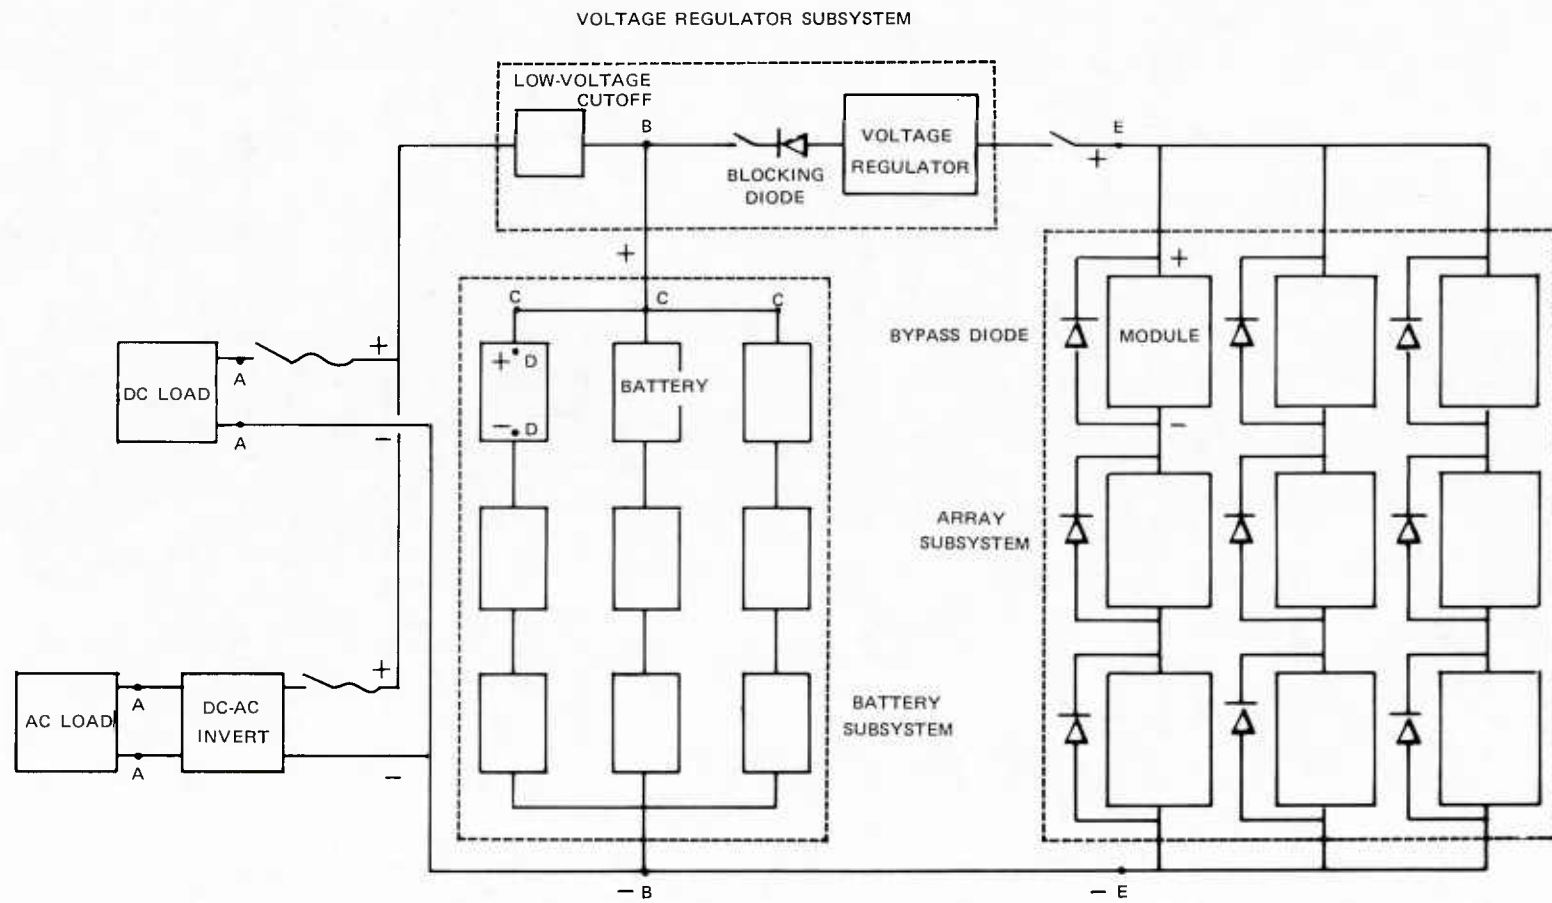 VOLTAGE REGULATOR SUBSYSTEM
LOW-VOLTAGE
CUTOFF
B
E
VOLTAGE
REGULATOR
+
BLOCKING
DIODE
+
+
C
C
C
BYPASS DIODE
MODULE
+
A
DC LOAD
+ D
BATTERY
- D
A
-
-
ARRAY
SUBSYSTEM
+
A
AC LOAD
DC-AC
INVERT
A
-
BATTERY
SUBSYSTEM
- B
- E